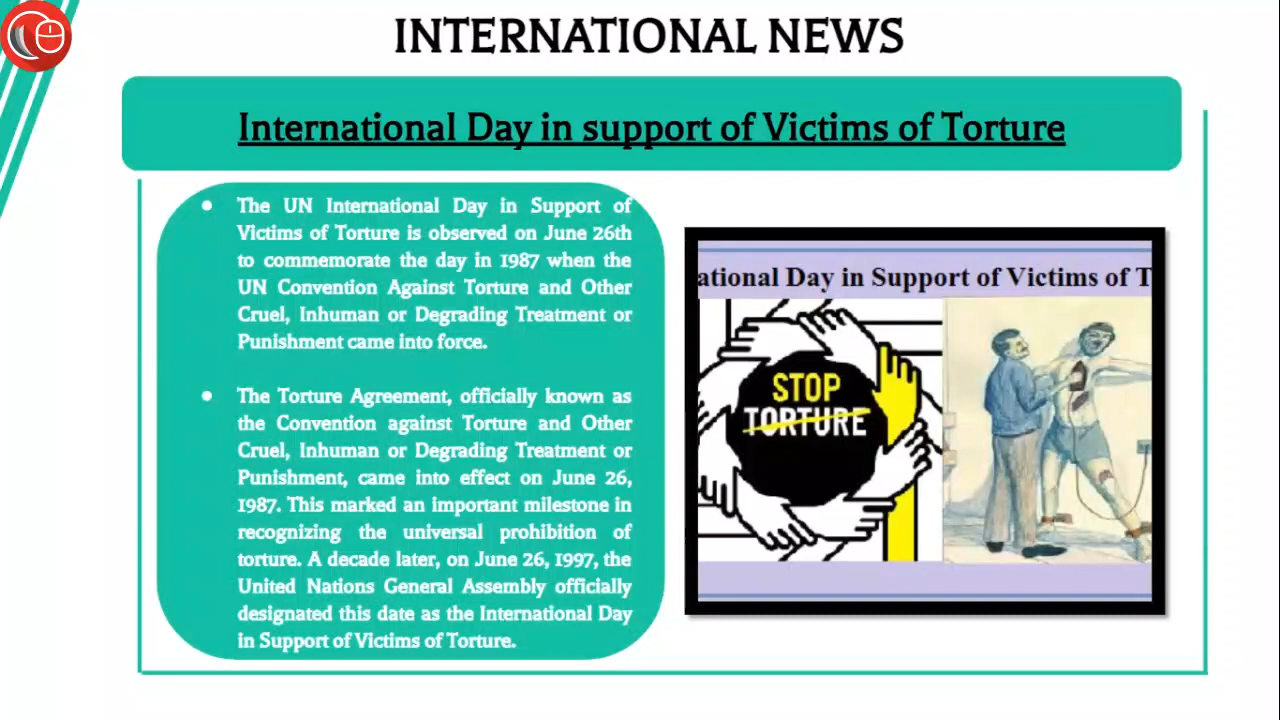 INTERNATIONAL NEWS
International Day in support of Victims of Torture
• The UN International Day in Support of
Victims of Torture is observed on June 26th
to commemorate the day in 1987 when the
UN Convention Against Torture and Other
Cruel, Inhuman or Degrading Treatment or
Punishment came into force.
• The Torture Agreement, officially known as
the Convention against Torture and Other
Cruel, Inhuman or Degrading Treatment or
Punishment, came into effect on June 26,
1987. This marked an important milestone in
recognizing the universal prohibition of
torture. A decade later, on June 26, 1997, the
United Nations General Assembly officially
designated this date as the International Day
in Support of Victims of Torture.
ational Day in Support of Victims of T
STOP
TORTURE